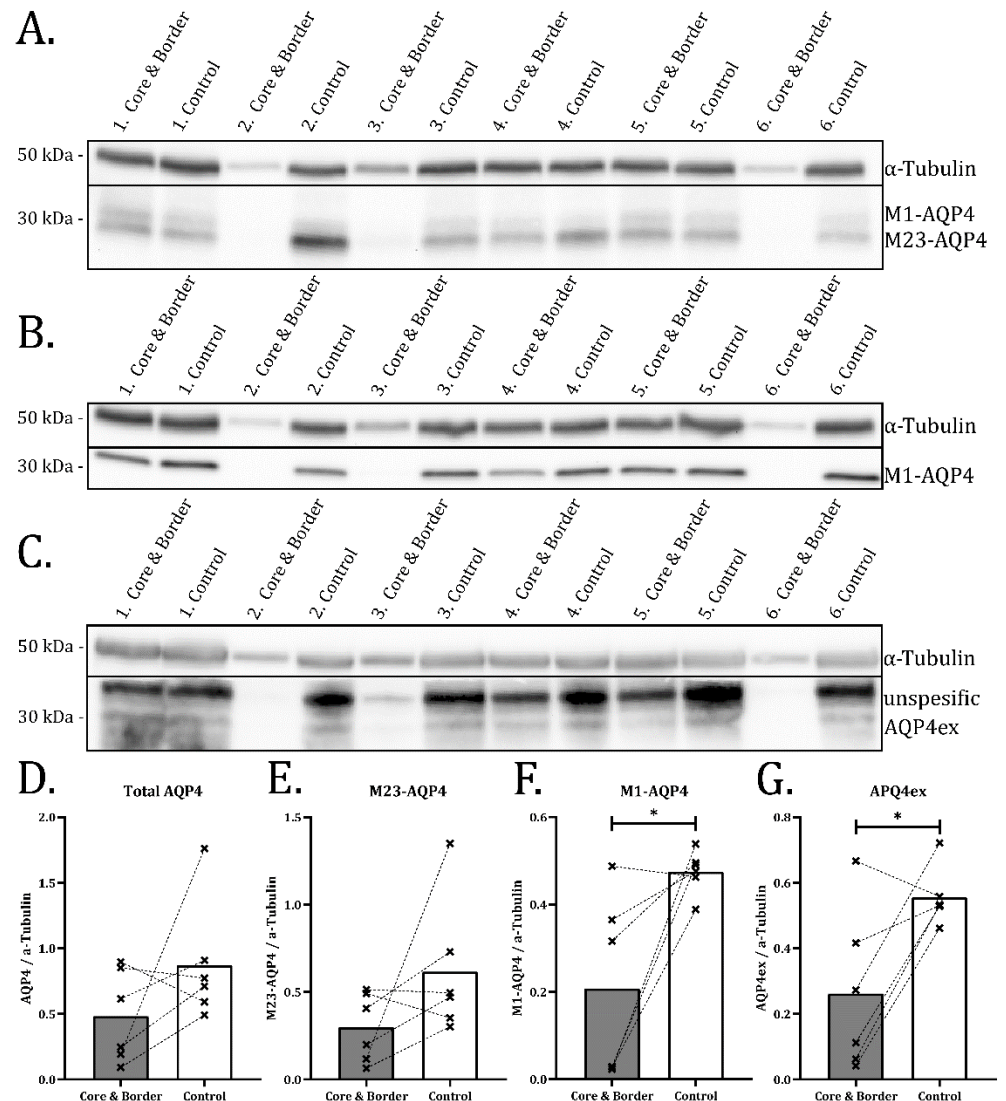 A.
1. Core & Border
1. Control
2. Core & Border
2. Control
3. Core & Border
3. Control
4. Core & Border
4. Control
5. Core & Border
5. Control
6. Core & Border
6. Control
50 kDa -
α-Tubulin
30 kDa -
M1-AQP4
M23-AQP4
B.
1. Core & Border
1. Control
2. Core & Border
2. Control
3. Core & Border
3. Control
4. Core & Border
4. Control
5. Core & Border
5. Control
6. Core & Border
6. Control
50 kDa -
α-Tubulin
30 kDa -
M1-AQP4
C.
1. Core & Border
1. Control
2. Core & Border
2. Control
3. Core & Border
3. Control
4. Core & Border
4. Control
5. Core & Border
5. Control
6. Core & Border
6. Control
50 kDa -
α-Tubulin
unspesific
30 kDa -
AQP4ex
D.
Total AQP4
AQP4 / a-Tubulin
2.0
1.5
1.0
0.5
0.0
Core & Border
Control
E.
M23-AQP4
M23-AQP4 / a-Tubulin
1.5
1.0
0.5
0.0
Core & Border
Control
F.
M1-AQP4
*
M1-AQP4 / a-Tubulin
0.6
0.4
0.2
0.0
Core & Border
Control
G.
APQ4ex
*
AQP4ex / a-Tubulin
0.8
0.6
0.4
0.2
0.0
Core & Border
Control